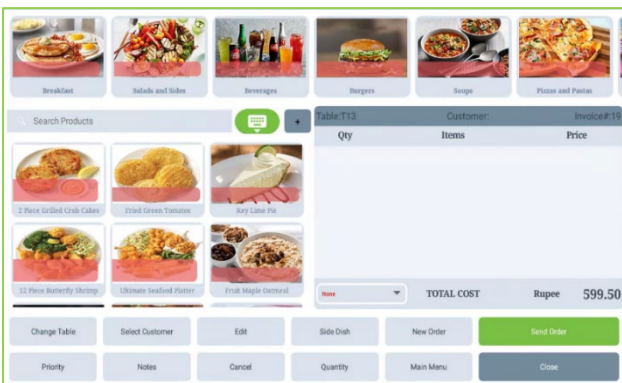 Breakfast Salads and Sides Beverages Burgers Soups Pizzas and Pastas
Search Products +
Table:T13 Customer: Invoice#:19
Qty Items Price
2 Piece Grilled Crab Cakes Fried Green Tomatos Key Lime Pie
12 Piece Butterfly Shrimp Ultimate Seafood Platter Fruit Maple Oatmeal
None TOTAL COST Rupee 599.50
Change Table Select Customer Edit Side Dish New Order Send Order
Priority Notes Cancel Quantity Main Menu Close